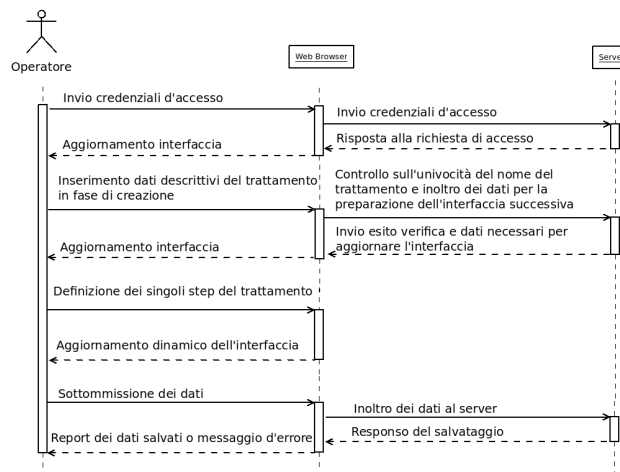 Operatore
Web Browser
Serve
Invio credenziali d'accesso
Invio credenziali d'accesso
Risposta alla richiesta di accesso
Aggiornamento interfaccia
Inserimento dati descrittivi del trattamento
in fase di creazione
Controllo sull'univocità del nome del
trattamento e inoltro dei dati per la
preparazione dell'interfaccia successiva
Invio esito verifica e dati necessari per
aggiornare l'interfaccia
Aggiornamento interfaccia
Definizione dei singoli step del trattamento
Aggiornamento dinamico dell'interfaccia
Sottommissione dei dati
Inoltro dei dati al server
Responso del salvataggio
Report dei dati salvati o messaggio d'errore